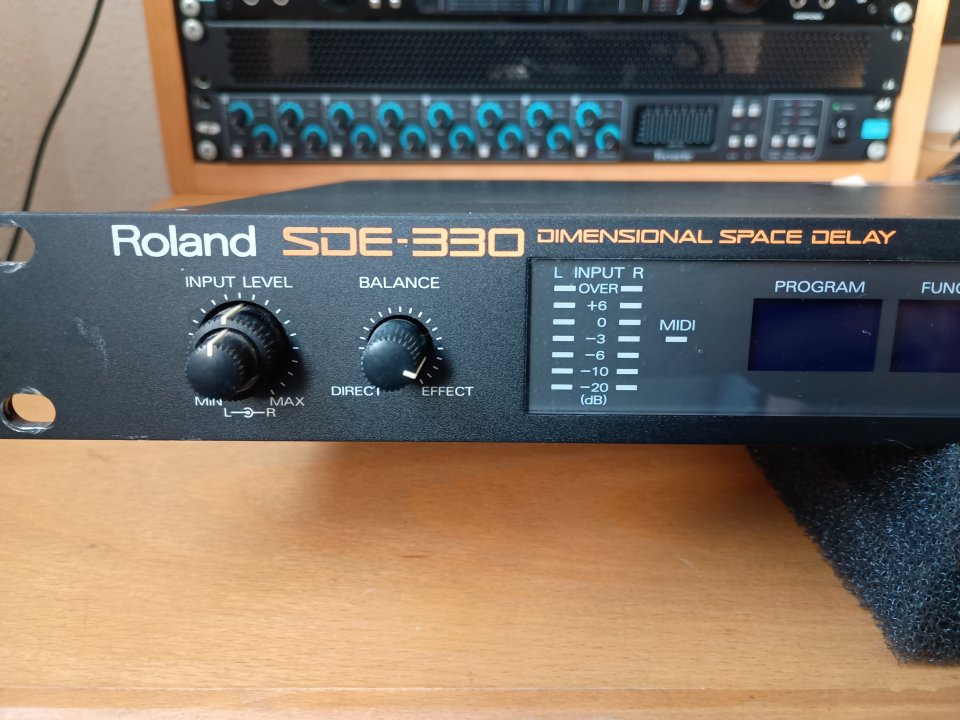 Roland SDE-330 DIMENSIONAL SPACE DELAY
INPUT LEVEL
MIN MAX
L R
BALANCE
DIRECT EFFECT
L INPUT R
OVER
+6
0
−3
−6
−10
−20
(dB)
MIDI
PROGRAM
FUNC